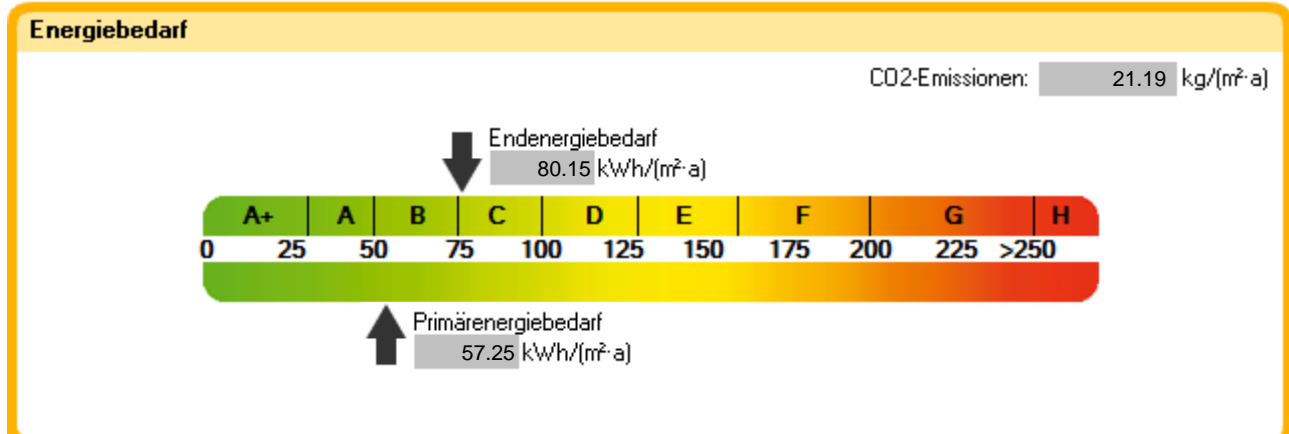 Energiebedarf
CO2-Emissionen: 21.19 kg/(m²·a)
Endenergiebedarf
80.15 kWh/(m²·a)
A+ A B C D E F G H
0 25 50 75 100 125 150 175 200 225 >250
Primärenergiebedarf
57.25 kWh/(m²·a)